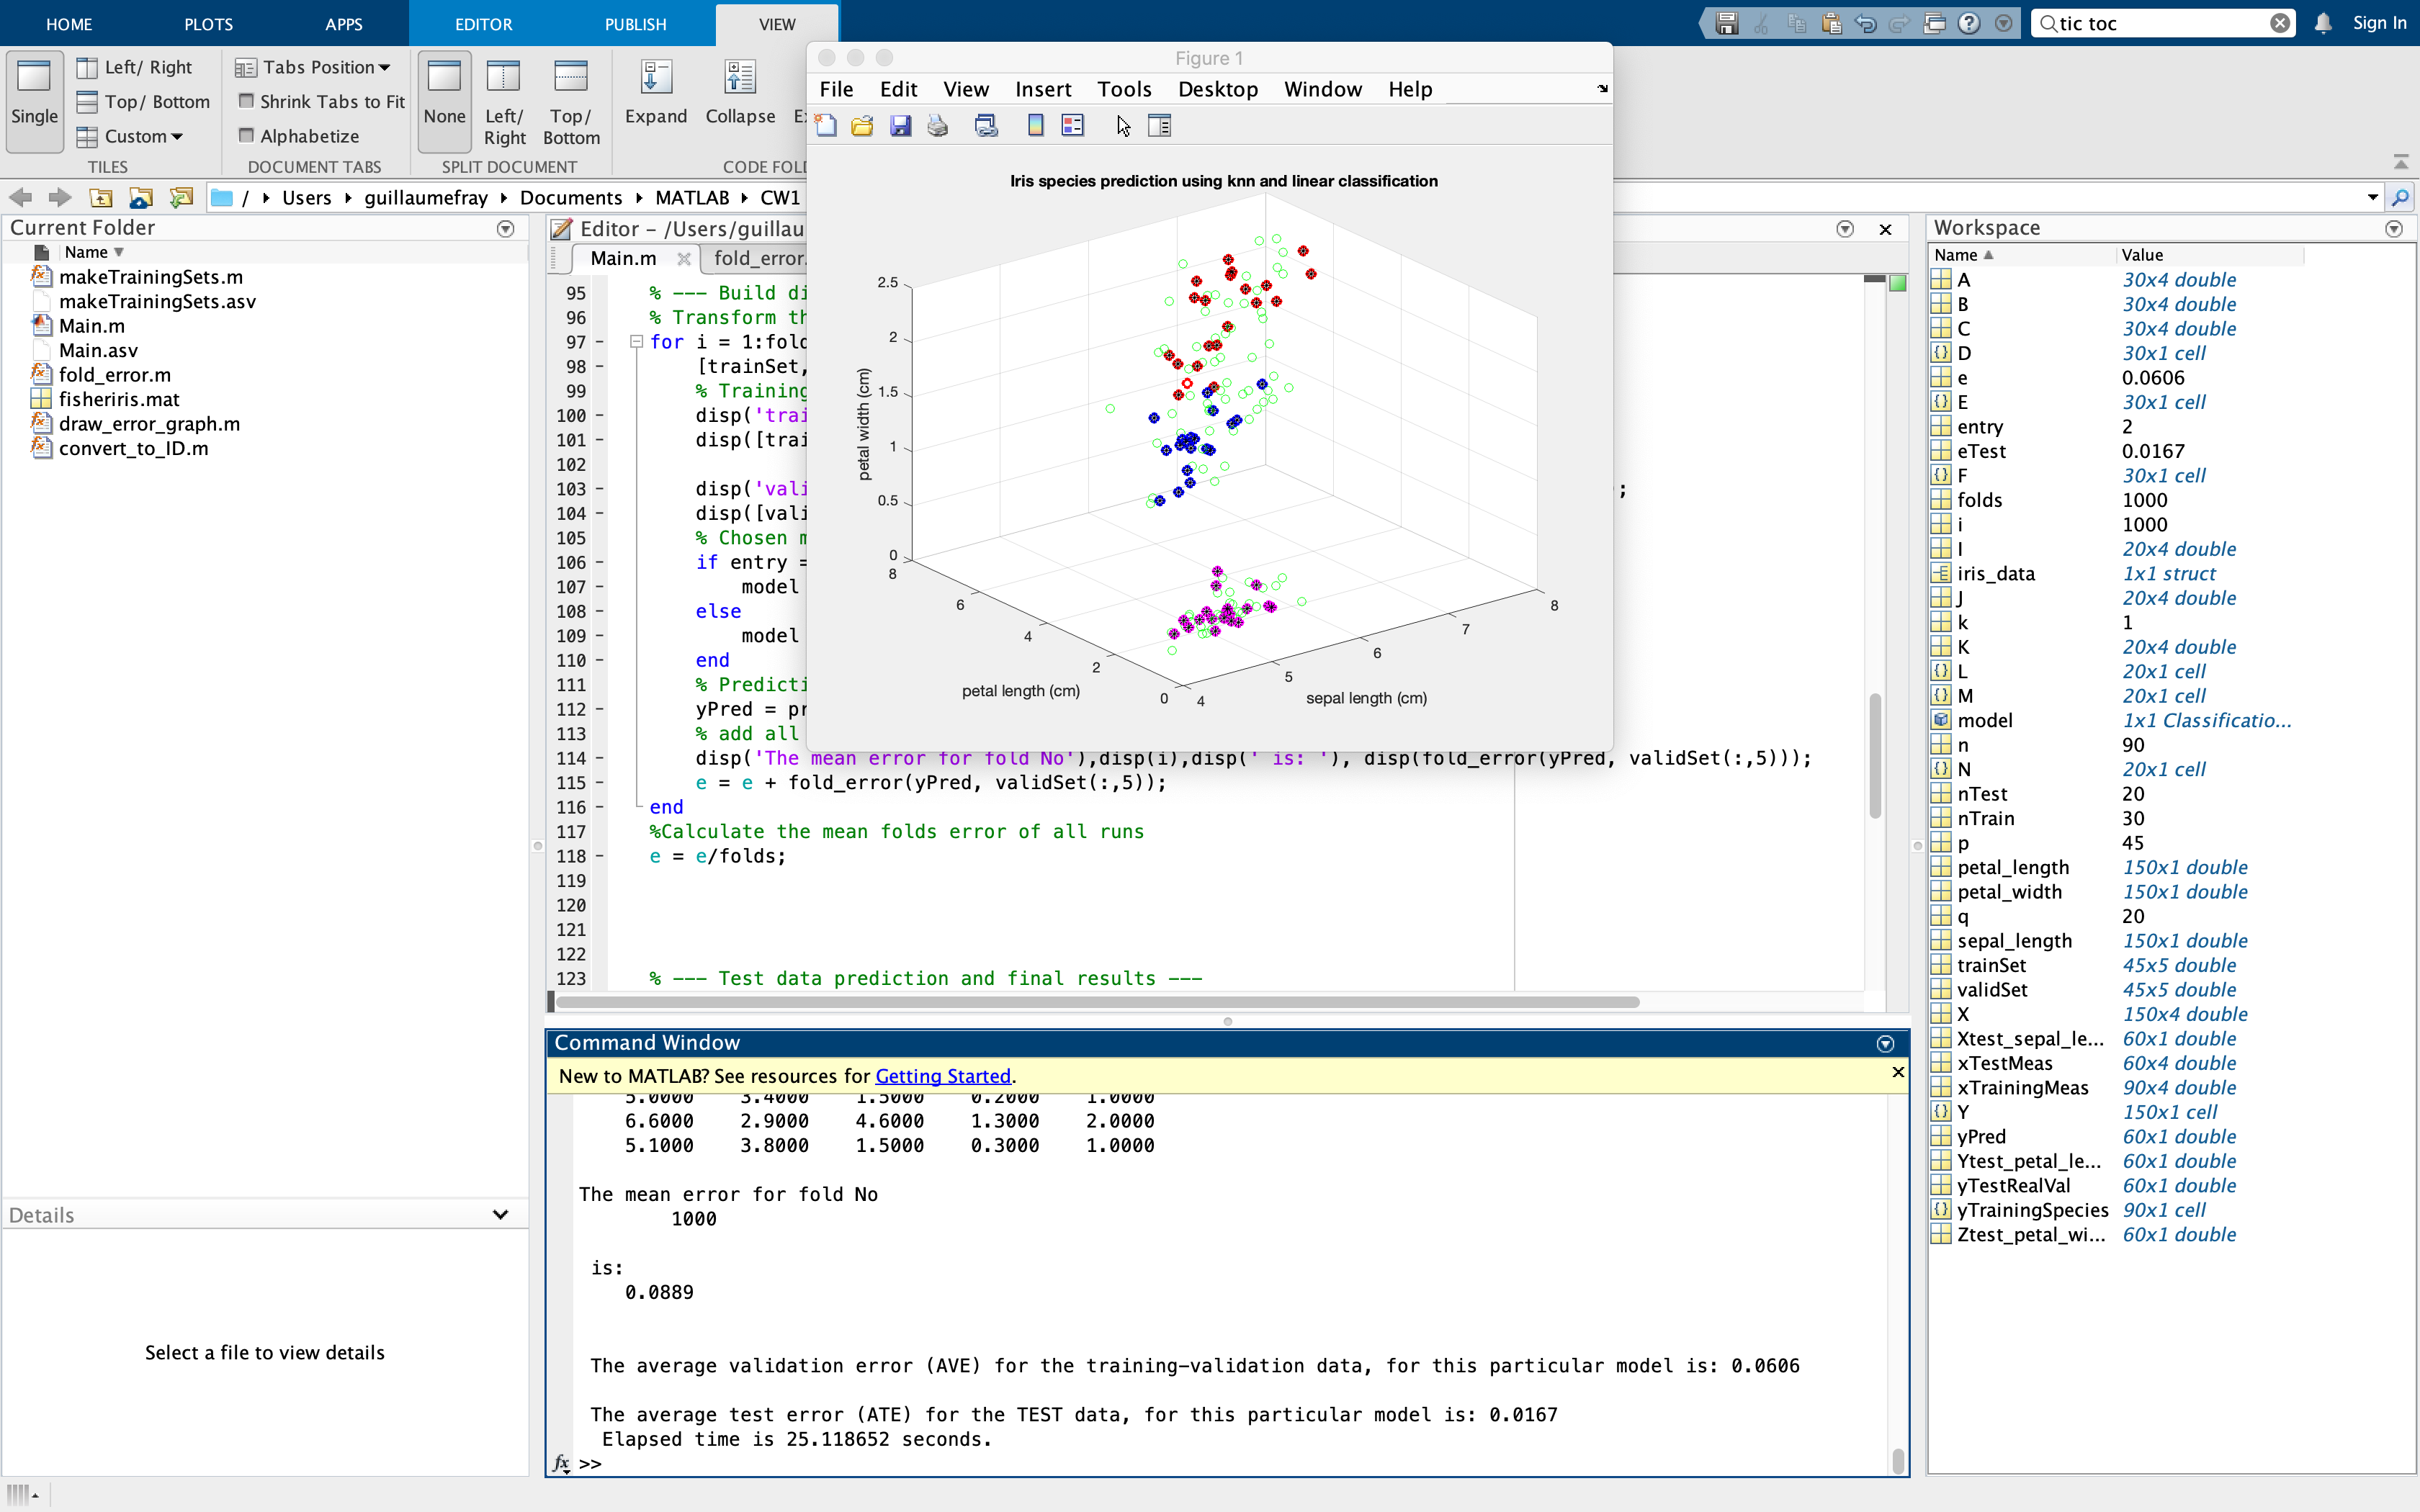 HOME PLOTS APPS EDITOR PUBLISH VIEW
tic toc
Sign In
Single
Left/ Right
Top/ Bottom
Custom
TILES
Tabs Position
Shrink Tabs to Fit
Alphabetize
DOCUMENT TABS
None
Left/ Right
Top/ Bottom
SPLIT DOCUMENT
Expand
Collapse
CODE FOL
/ Users guillaumefray Documents MATLAB CW1
Current Folder
Name
makeTrainingSets.m
makeTrainingSets.asv
Main.m
Main.asv
fold_error.m
fisheriris.mat
draw_error_graph.m
convert_to_ID.m
Details
Select a file to view details
Figure 1
File Edit View Insert Tools Desktop Window Help
Iris species prediction using knn and linear classification
petal width (cm)
2.5
2
1.5
1
0.5
0
8
6
4
2
0
petal length (cm)
4
5
6
7
8
sepal length (cm)
Editor – /Users/guillau
Main.m
fold_error.
95 % --- Build di
96 % Transform th
97 for i = 1:fold
98 [trainSet,
99 % Training
100 disp('trai
101 disp([trai
102
103 disp('vali ;
104 disp([vali
105 % Chosen m
106 if entry =
107 model
108 else
109 model
110 end
111 % Predicti
112 yPred = pr
113 % add all
114 disp('The mean error for fold No'),disp(i),disp(' is: '), disp(fold_error(yPred, validSet(:,5)));
115 e = e + fold_error(yPred, validSet(:,5));
116 end
117 %Calculate the mean folds error of all runs
118 e = e/folds;
119
120
121
122
123 % --- Test data prediction and final results ---
Command Window
New to MATLAB? See resources for Getting Started.
5.0000 3.4000 1.5000 0.2000 1.0000
6.6000 2.9000 4.6000 1.3000 2.0000
5.1000 3.8000 1.5000 0.3000 1.0000
The mean error for fold No
1000
is:
0.0889
The average validation error (AVE) for the training-validation data, for this particular model is: 0.0606
The average test error (ATE) for the TEST data, for this particular model is: 0.0167
Elapsed time is 25.118652 seconds.
fx >>
Workspace
Name Value
A 30x4 double
B 30x4 double
C 30x4 double
D 30x1 cell
e 0.0606
E 30x1 cell
entry 2
eTest 0.0167
F 30x1 cell
folds 1000
i 1000
I 20x4 double
iris_data 1x1 struct
J 20x4 double
k 1
K 20x4 double
L 20x1 cell
M 20x1 cell
model 1x1 Classificatio...
n 90
N 20x1 cell
nTest 20
nTrain 30
p 45
petal_length 150x1 double
petal_width 150x1 double
q 20
sepal_length 150x1 double
trainSet 45x5 double
validSet 45x5 double
X 150x4 double
Xtest_sepal_le... 60x1 double
xTestMeas 60x4 double
xTrainingMeas 90x4 double
Y 150x1 cell
yPred 60x1 double
Ytest_petal_le... 60x1 double
yTestRealVal 60x1 double
yTrainingSpecies 90x1 cell
Ztest_petal_wi... 60x1 double